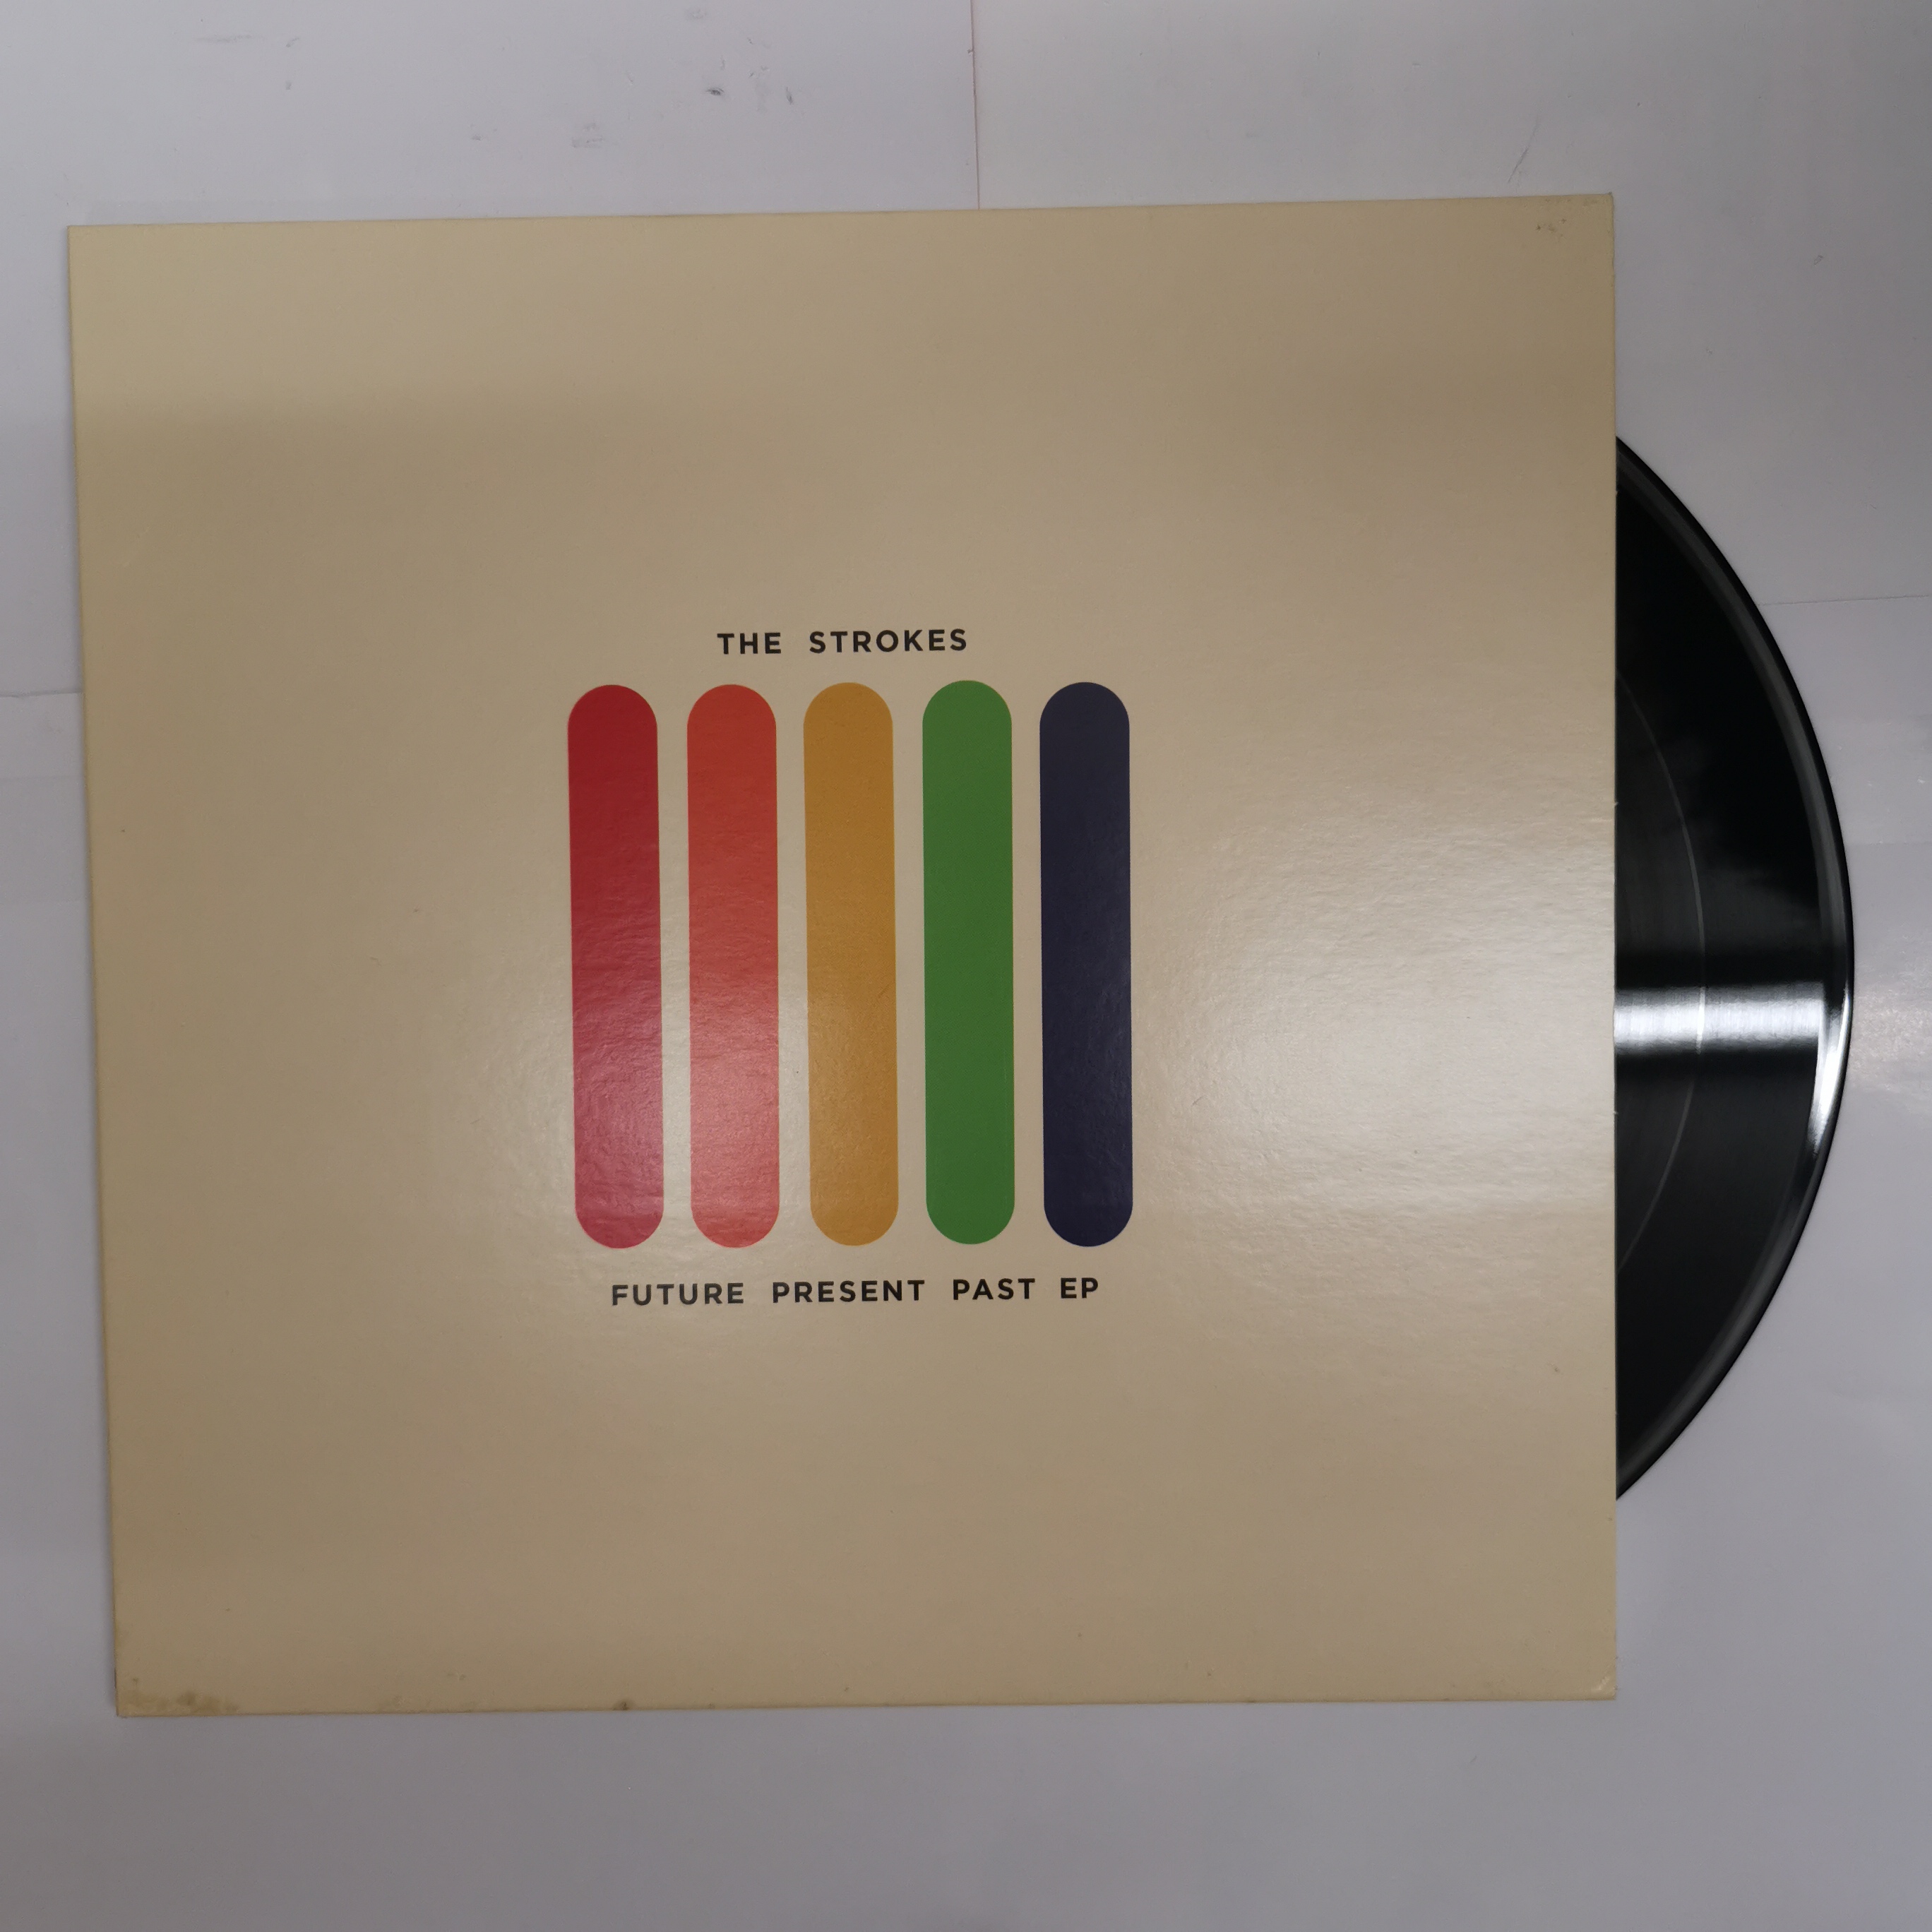 THE STROKES
FUTURE PRESENT PAST EP